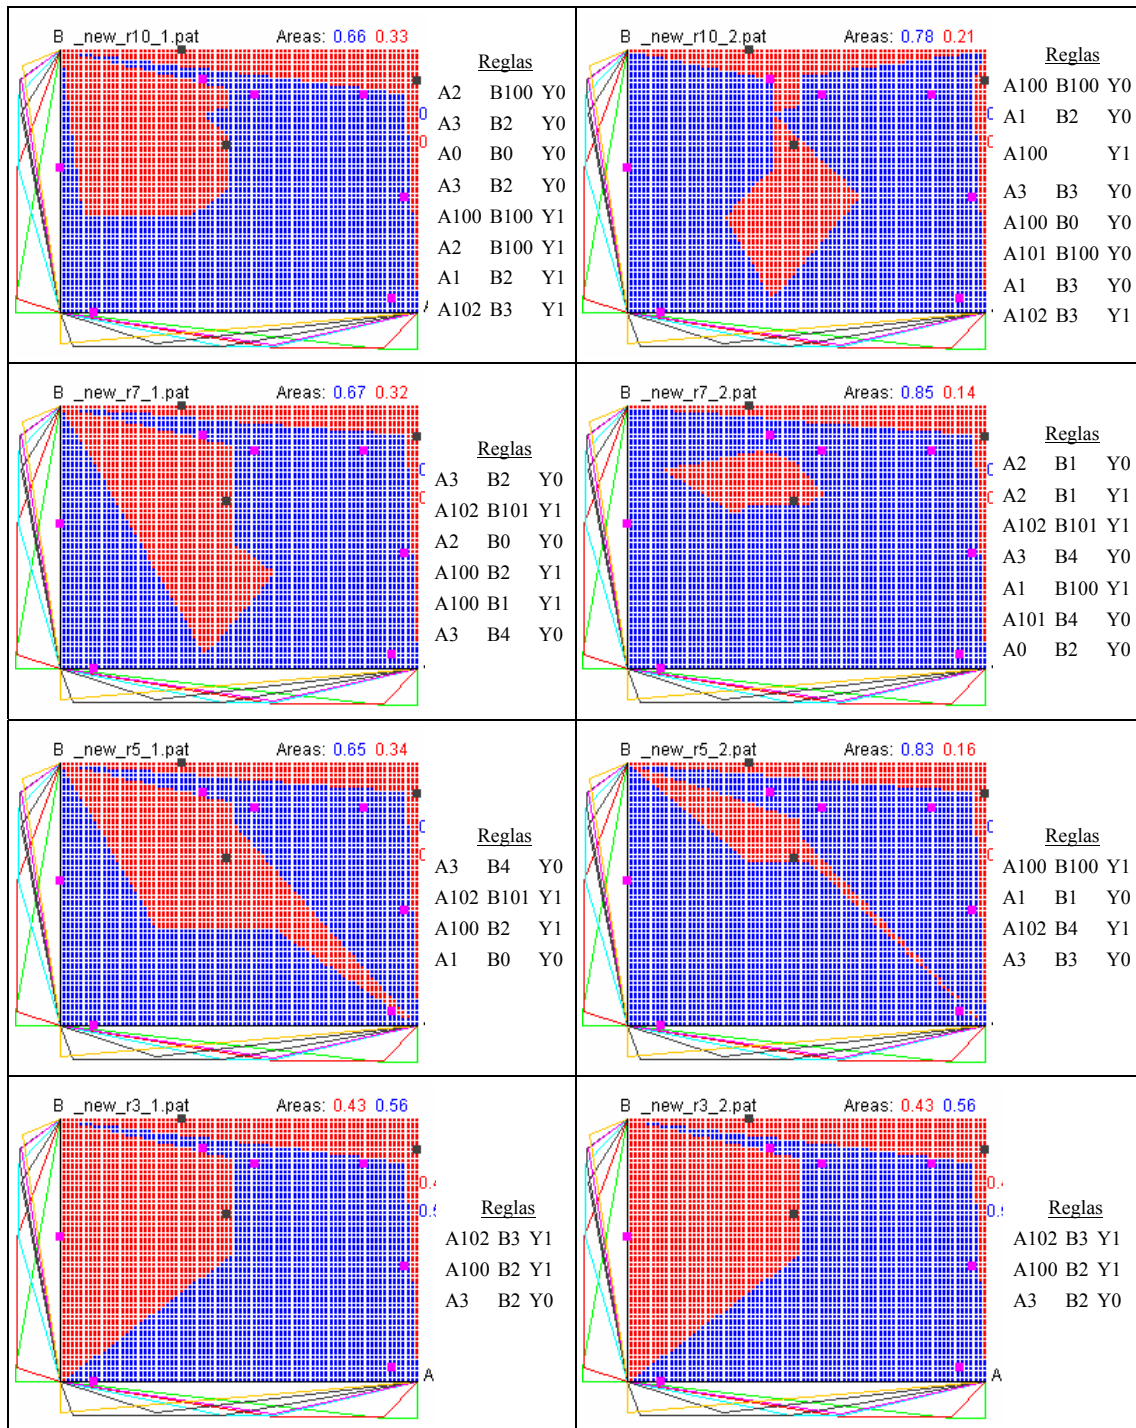 B _new_r10_1.pat Areas: 0.66 0.33
Reglas
A2 B100 Y0
A3 B2 Y0
A0 B0 Y0
A3 B2 Y0
A100 B100 Y1
A2 B100 Y1
A1 B2 Y1
A102 B3 Y1
B _new_r10_2.pat Areas: 0.78 0.21
Reglas
A100 B100 Y0
A1 B2 Y0
A100 Y1
A3 B3 Y0
A100 B0 Y0
A101 B100 Y0
A1 B3 Y0
A102 B3 Y1
B _new_r7_1.pat Areas: 0.67 0.32
Reglas
A3 B2 Y0
A102 B101 Y1
A2 B0 Y0
A100 B2 Y1
A100 B1 Y1
A3 B4 Y0
B _new_r7_2.pat Areas: 0.85 0.14
Reglas
A2 B1 Y0
A2 B1 Y1
A102 B101 Y1
A3 B4 Y0
A1 B100 Y1
A101 B4 Y0
A0 B2 Y0
B _new_r5_1.pat Areas: 0.65 0.34
Reglas
A3 B4 Y0
A102 B101 Y1
A100 B2 Y1
A1 B0 Y0
B _new_r5_2.pat Areas: 0.83 0.16
Reglas
A100 B100 Y1
A1 B1 Y0
A102 B4 Y1
A3 B3 Y0
B _new_r3_1.pat Areas: 0.43 0.56
0.4
0.5
Reglas
A102 B3 Y1
A100 B2 Y1
A3 B2 Y0
A
B _new_r3_2.pat Areas: 0.43 0.56
0.
0.
Reglas
A102 B3 Y1
A100 B2 Y1
A3 B2 Y0
A